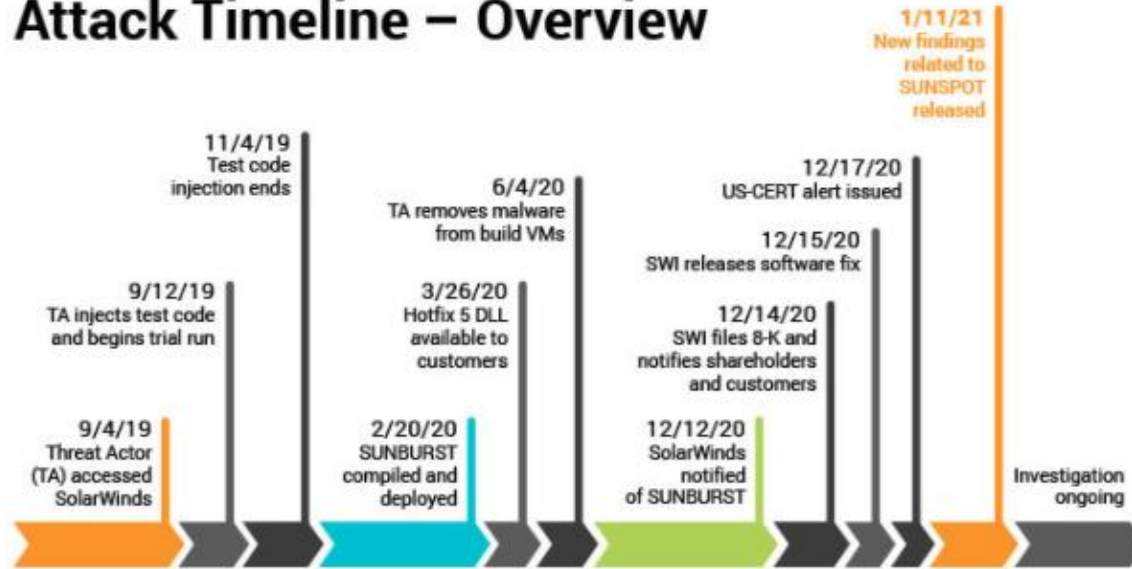 Attack Timeline – Overview
9/4/19
Threat Actor
(TA) accessed
SolarWinds
9/12/19
TA injects test code
and begins trial run
11/4/19
Test code
injection ends
2/20/20
SUNBURST
compiled and
deployed
3/26/20
Hotfix 5 DLL
available to
customers
6/4/20
TA removes malware
from build VMs
12/12/20
SolarWinds
notified
of SUNBURST
12/14/20
SWI files 8-K and
notifies shareholders
and customers
12/15/20
SWI releases software fix
12/17/20
US-CERT alert issued
1/11/21
New findings
related to
SUNSPOT
released
Investigation
ongoing